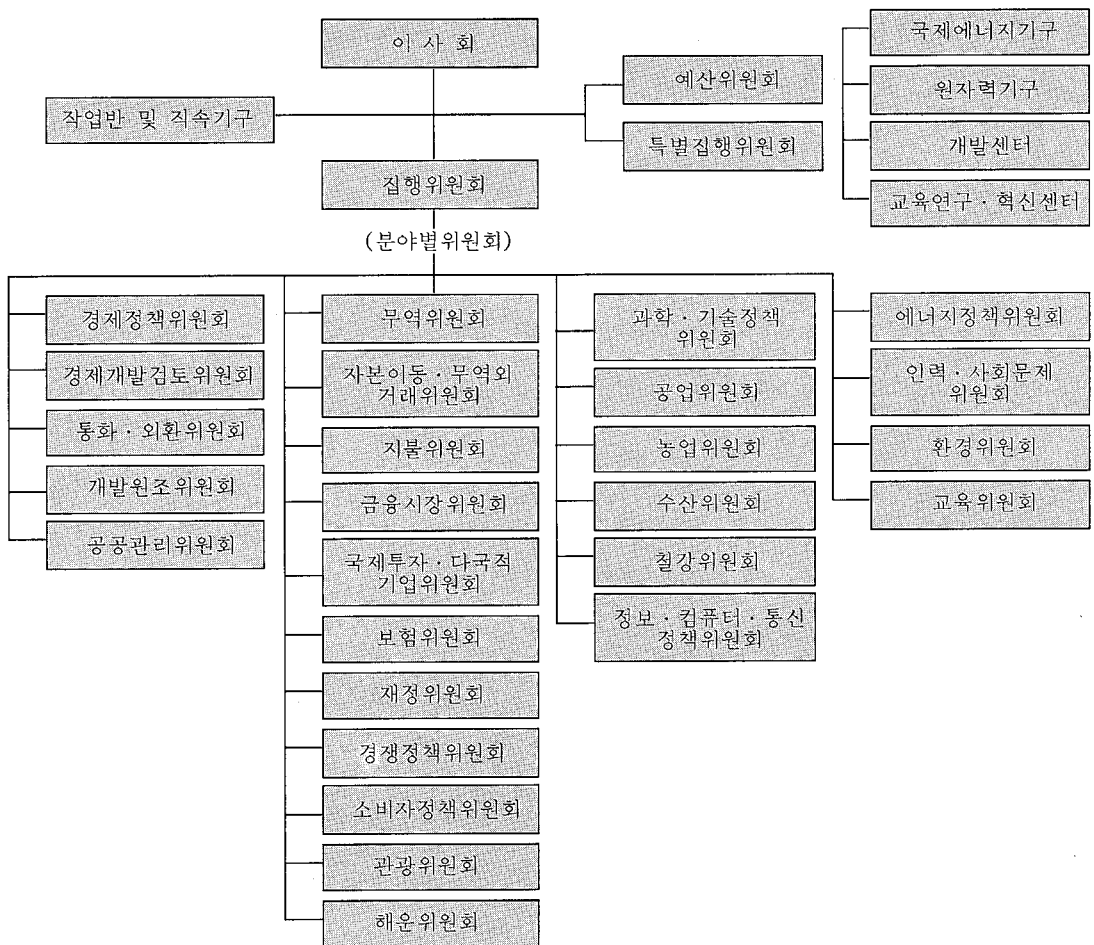 이 사 회
작업반 및 직속기구
예산위원회
특별집행위원회
국제에너지기구
원자력기구
개발센터
교육연구 · 혁신센터
집행위원회
(분야별위원회)
경제정책위원회
경제개발검토위원회
통화 · 외환위원회
개발원조위원회
공공관리위원회
무역위원회
자본이동 · 무역외
거래위원회
지불위원회
금융시장위원회
국제투자 · 다국적
기업위원회
보험위원회
재정위원회
경쟁정책위원회
소비자정책위원회
관광위원회
해운위원회
과학 · 기술정책
위원회
공업위원회
농업위원회
수산위원회
철강위원회
정보 · 컴퓨터 · 통신
정책위원회
에너지정책위원회
인력 · 사회문제
위원회
환경위원회
교육위원회